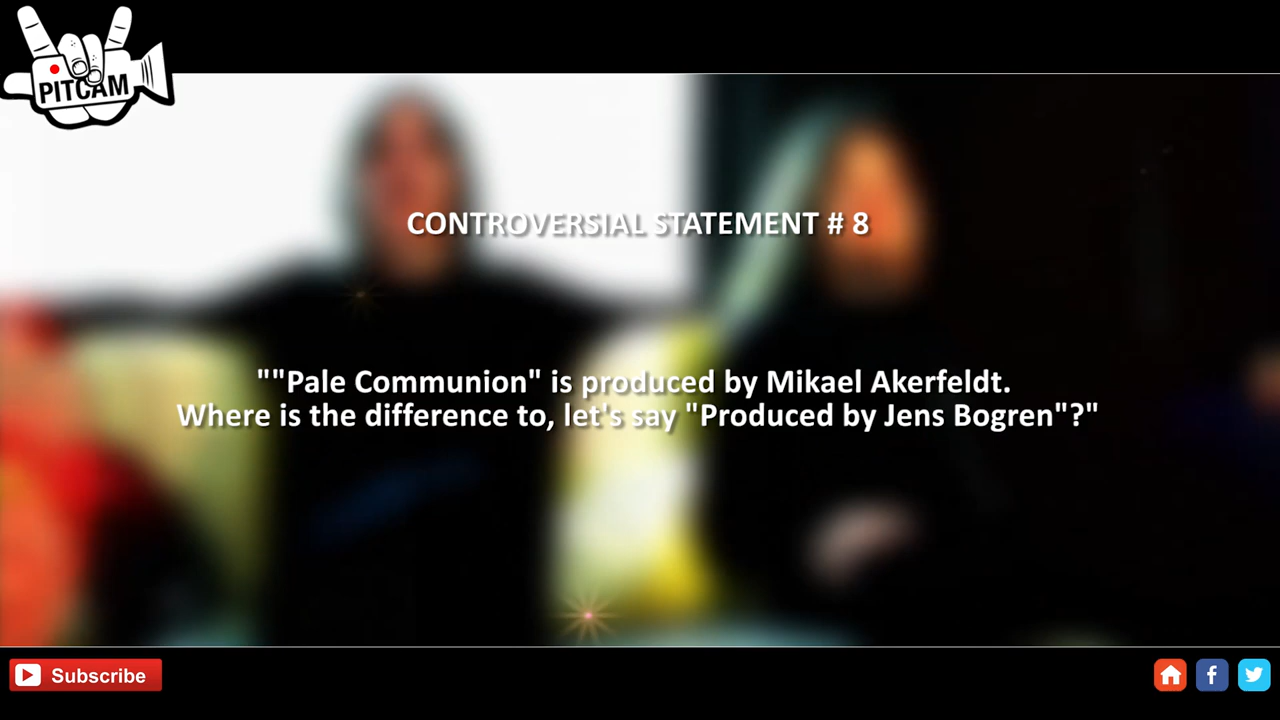 PITCAM
CONTROVERSIAL STATEMENT # 8
""Pale Communion" is produced by Mikael Akerfeldt.
Where is the difference to, let's say "Produced by Jens Bogren"?"
Subscribe